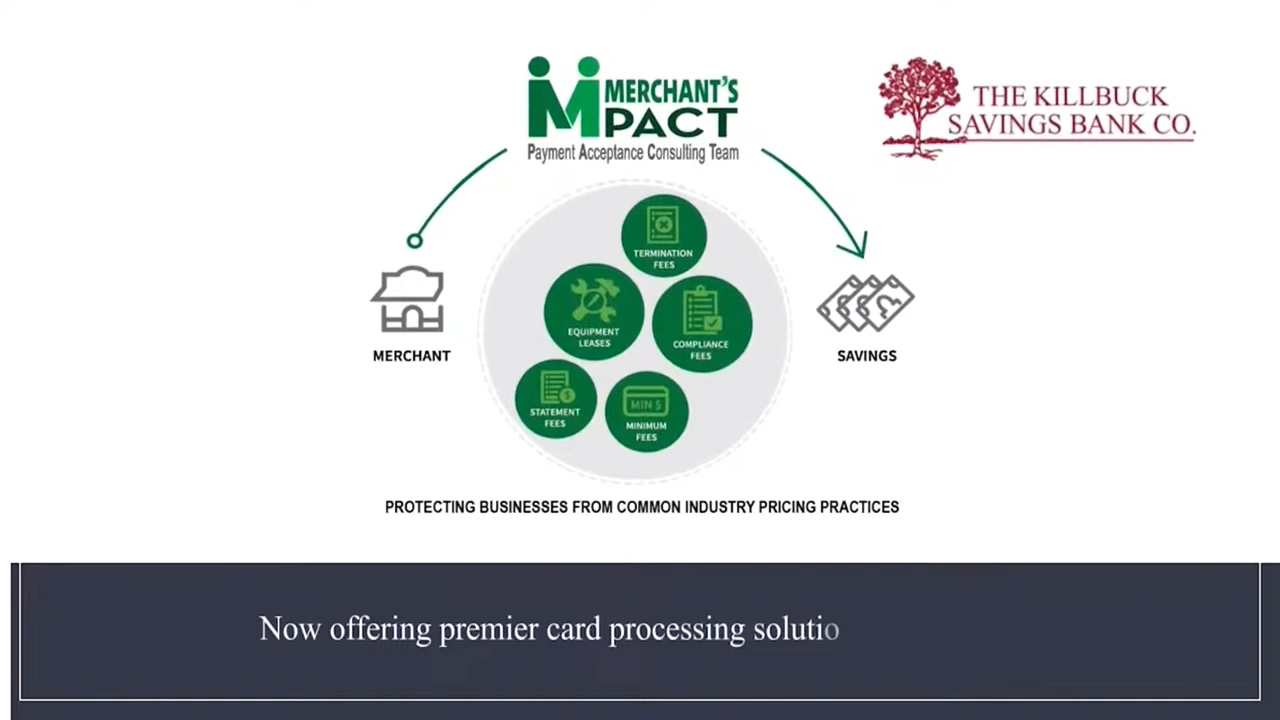 MERCHANT'S
PACT
Payment Acceptance Consulting Team
THE KILLBUCK
SAVINGS BANK CO.
TERMINATION
FEES
EQUIPMENT
LEASES
COMPLIANCE
FEES
MERCHANT
SAVINGS
STATEMENT
FEES
MIN $
MINIMUM
FEES
PROTECTING BUSINESSES FROM COMMON INDUSTRY PRICING PRACTICES
Now offering premier card processing solutio